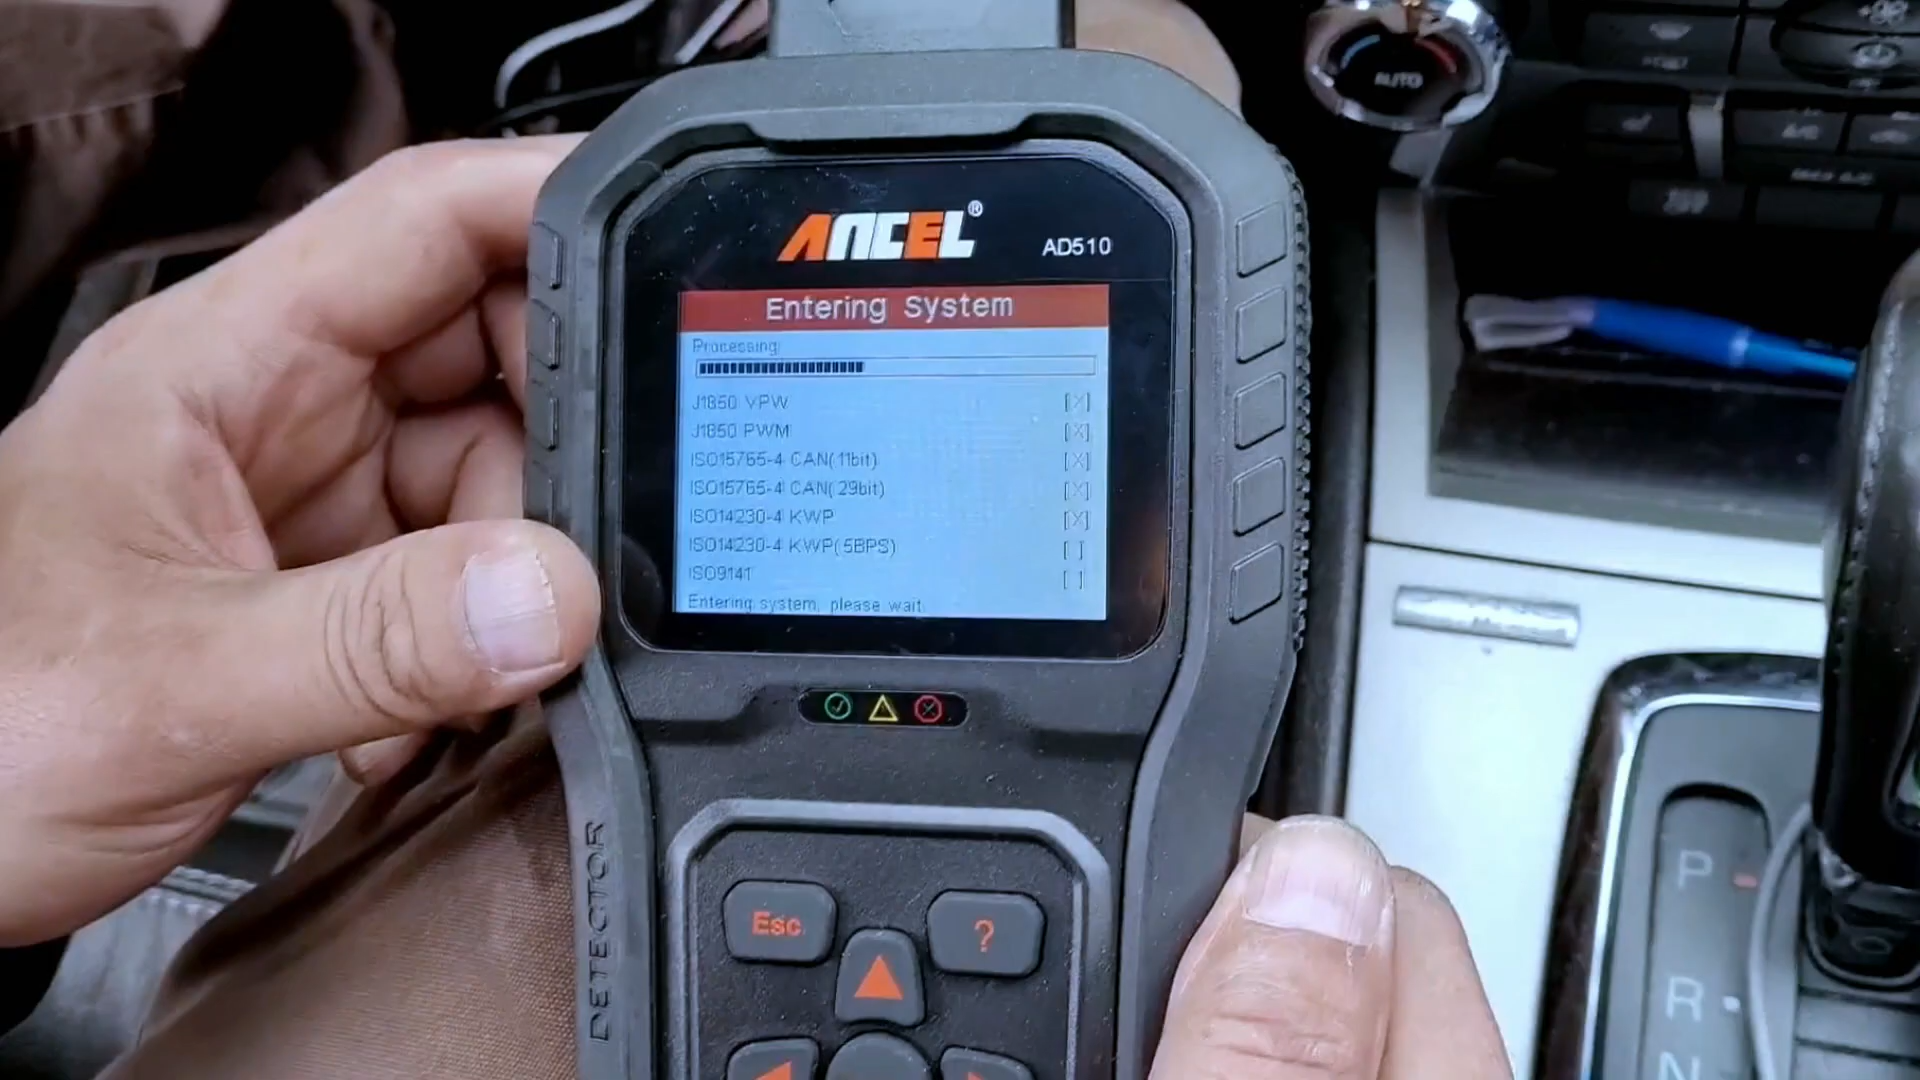 AUTO
ANCEL®
AD510
Entering System
Processing:
J1850 VPW [X]
J1850 PWM [X]
ISO15765-4 CAN(11bit) [X]
ISO15765-4 CAN(29bit) [X]
ISO14230-4 KWP [X]
ISO14230-4 KWP(5BPS) [ ]
ISO9141 [ ]
Entering system, please wait.
DETECTOR
Esc
?
P
R
N